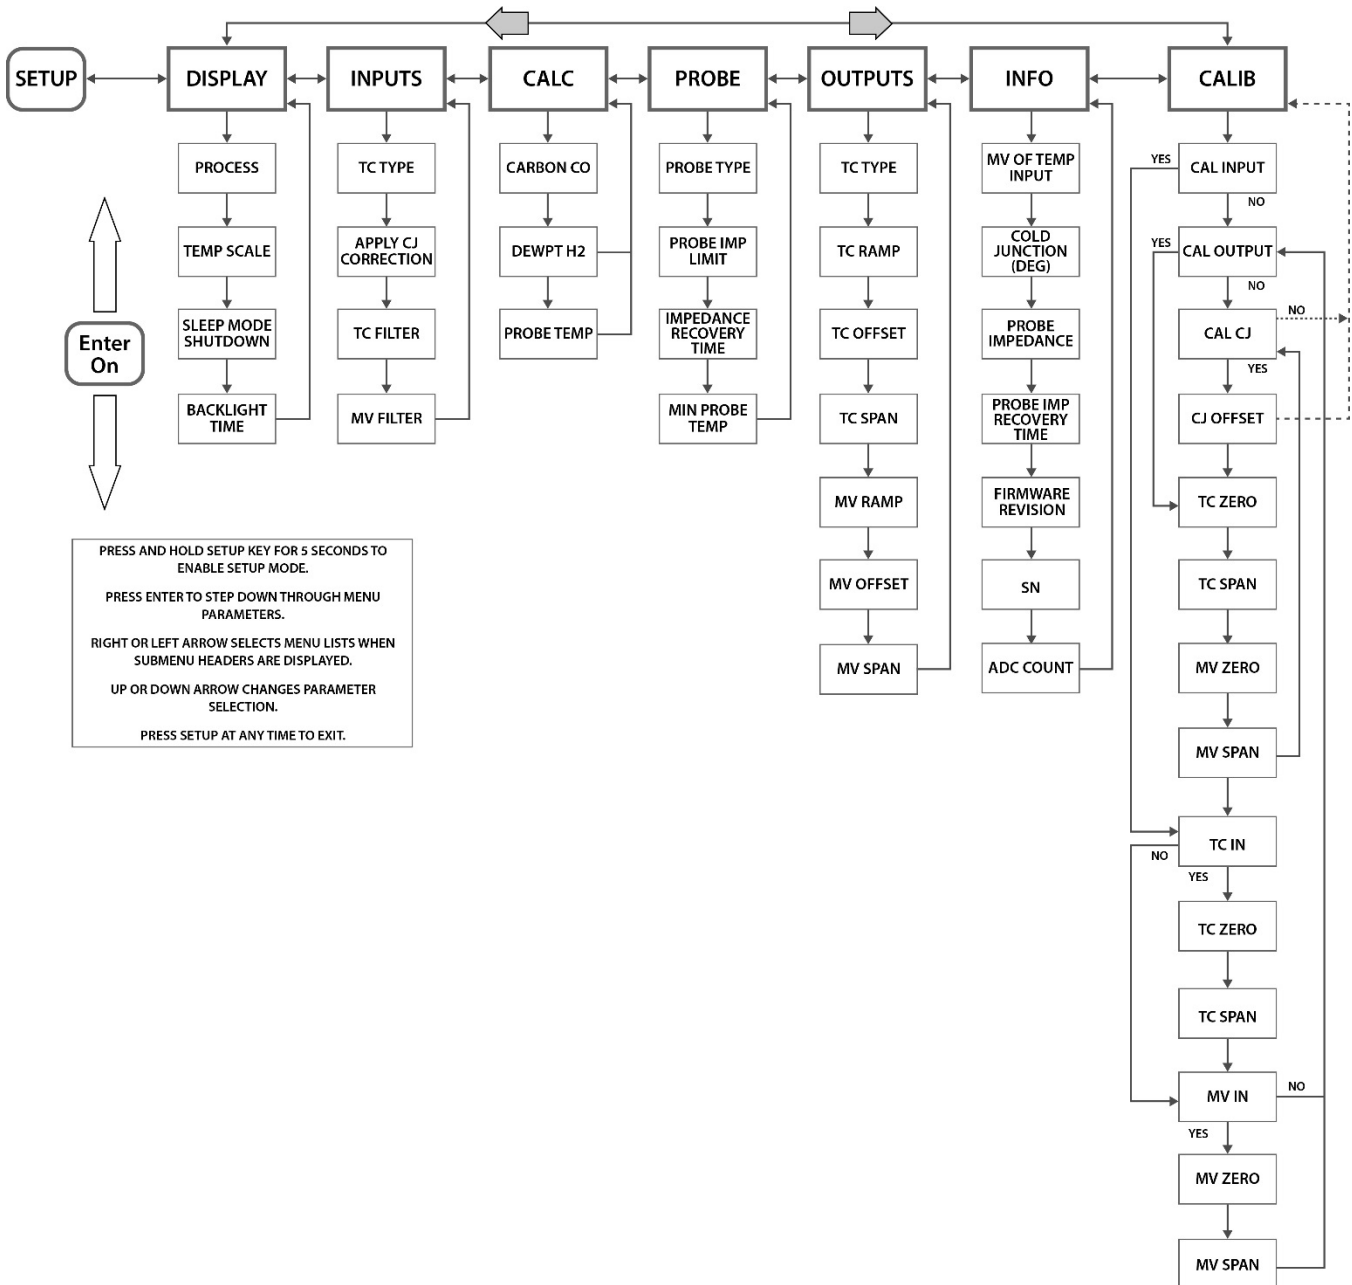 SETUP
DISPLAY
INPUTS
CALC
PROBE
OUTPUTS
INFO
CALIB
PROCESS
TEMP SCALE
SLEEP MODE
SHUTDOWN
BACKLIGHT
TIME
TC TYPE
APPLY CJ
CORRECTION
TC FILTER
MV FILTER
CARBON CO
DEWPT H2
PROBE TEMP
PROBE TYPE
PROBE IMP
LIMIT
IMPEDANCE
RECOVERY
TIME
MIN PROBE
TEMP
TC TYPE
TC RAMP
TC OFFSET
TC SPAN
MV RAMP
MV OFFSET
MV SPAN
MV OF TEMP
INPUT
COLD
JUNCTION
(DEG)
PROBE
IMPEDANCE
PROBE IMP
RECOVERY
TIME
FIRMWARE
REVISION
SN
ADC COUNT
YES
CAL INPUT
NO
YES
CAL OUTPUT
NO
CAL CJ
NO
YES
CJ OFFSET
TC ZERO
TC SPAN
MV ZERO
MV SPAN
TC IN
NO
YES
TC ZERO
TC SPAN
MV IN
NO
YES
MV ZERO
MV SPAN
Enter
On
PRESS AND HOLD SETUP KEY FOR 5 SECONDS TO
ENABLE SETUP MODE.
PRESS ENTER TO STEP DOWN THROUGH MENU
PARAMETERS.
RIGHT OR LEFT ARROW SELECTS MENU LISTS WHEN
SUBMENU HEADERS ARE DISPLAYED.
UP OR DOWN ARROW CHANGES PARAMETER
SELECTION.
PRESS SETUP AT ANY TIME TO EXIT.